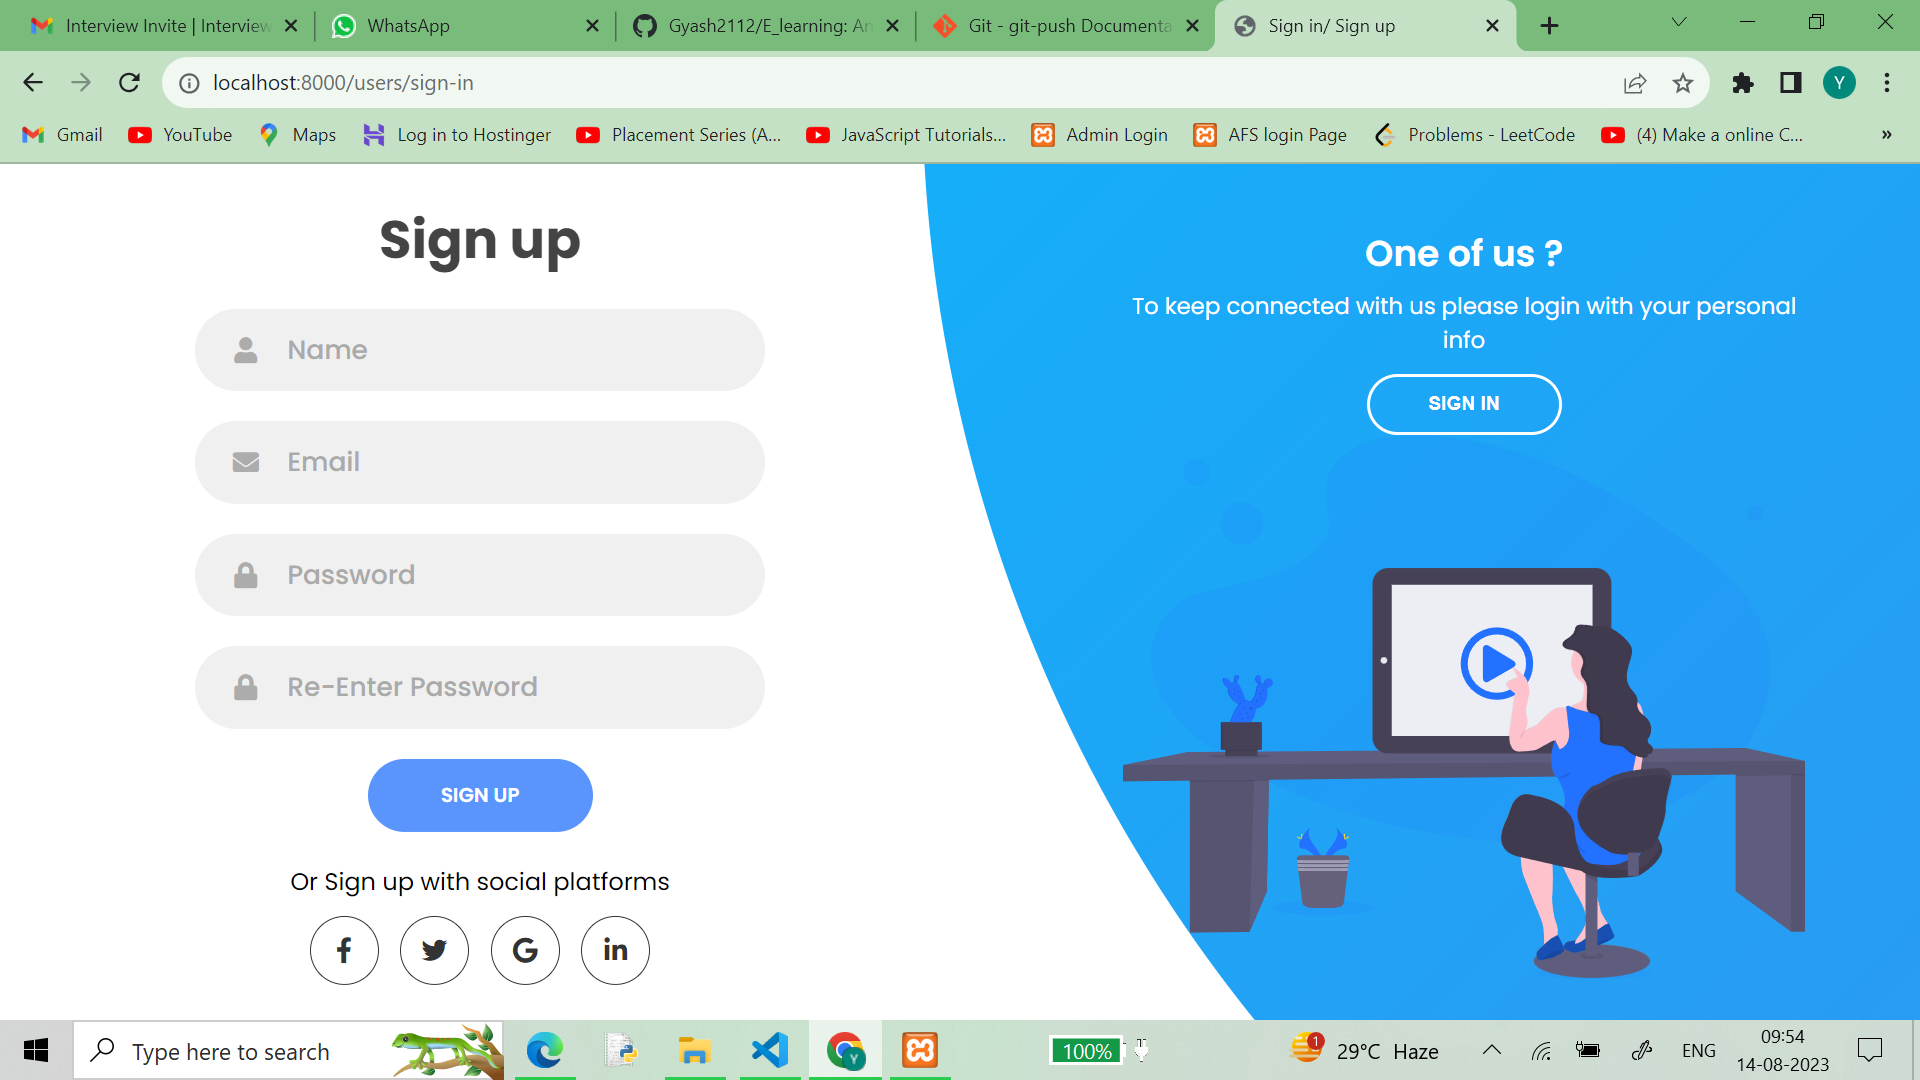 Interview Invite | Interview
WhatsApp
Gyash2112/E_learning: An
Git - git-push Documenta
Sign in/ Sign up
localhost:8000/users/sign-in
Y
Gmail
YouTube
Maps
Log in to Hostinger
Placement Series (A...
JavaScript Tutorials...
Admin Login
AFS login Page
Problems - LeetCode
(4) Make a online C...
»
Sign up
Name
Email
Password
Re-Enter Password
SIGN UP
Or Sign up with social platforms
One of us ?
To keep connected with us please login with your personal
info
SIGN IN
Type here to search
Y
100%
1
29°C Haze
ENG
09:54
14-08-2023